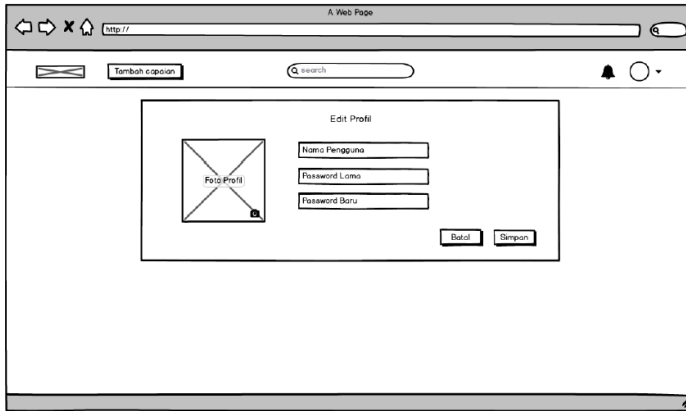 A Web Page
http://
Tambah capaian
search
Edit Profil
Foto Profil
Nama Pengguna
Password Lama
Password Baru
Batal
Simpan